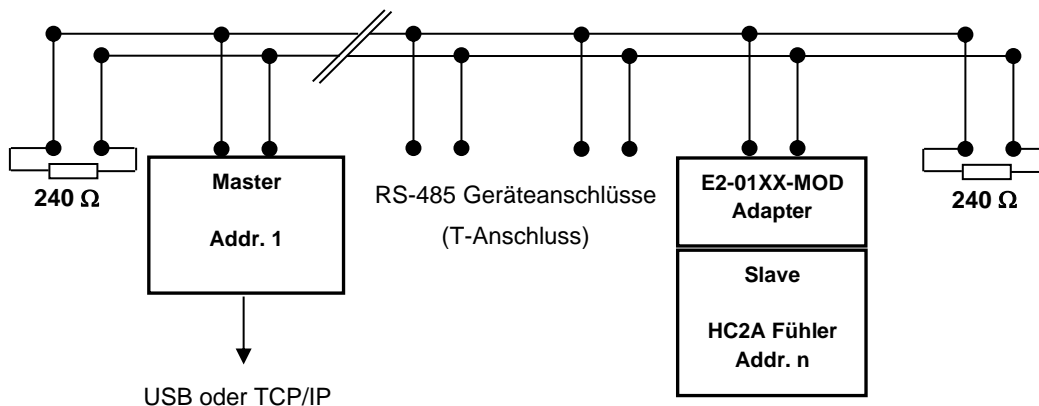 240 Ω
Master
Addr. 1
USB oder TCP/IP
RS-485 Geräteanschlüsse
(T-Anschluss)
E2-01XX-MOD
Adapter
Slave
HC2A Fühler
Addr. n
240 Ω